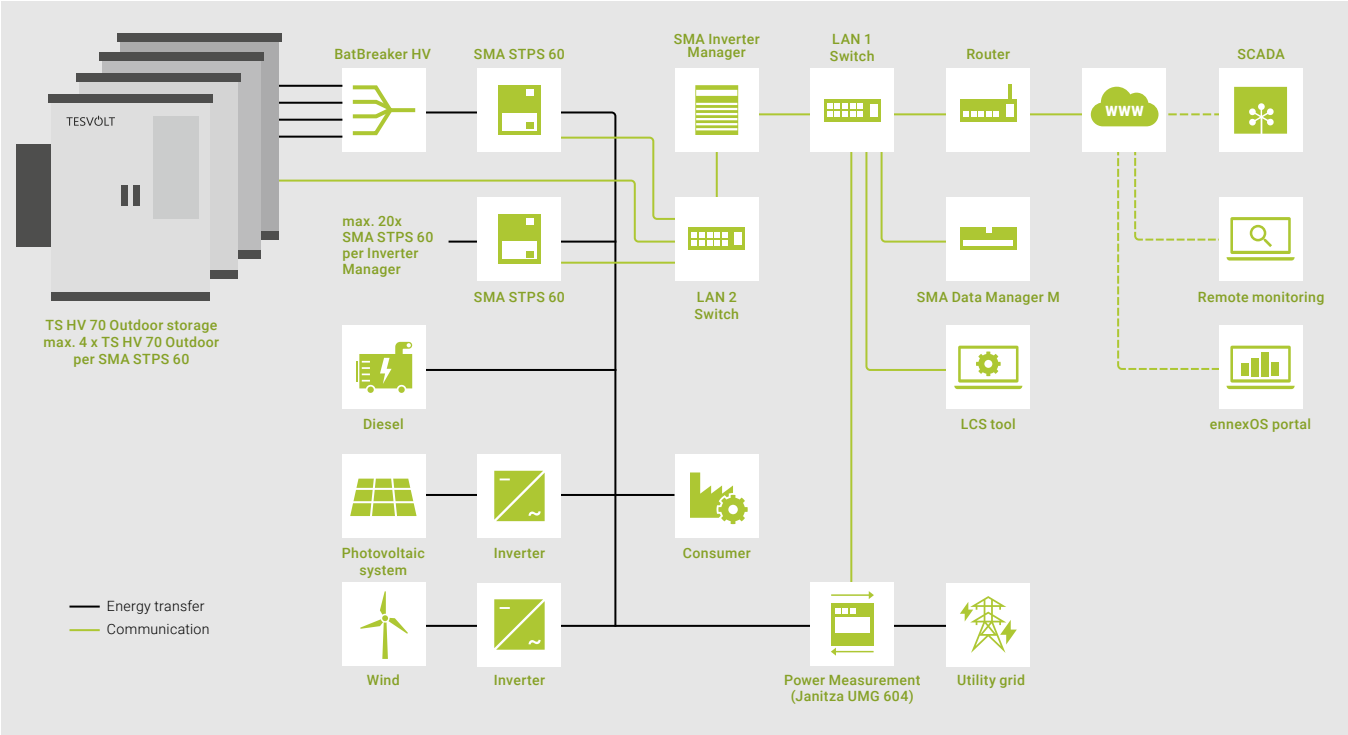 BatBreaker HV
SMA STPS 60
SMA Inverter
Manager
LAN 1
Switch
Router
SCADA
TESVOLT
WWW
max. 20x
SMA STPS 60
per Inverter
Manager
SMA STPS 60
LAN 2
Switch
SMA Data Manager M
Remote monitoring
TS HV 70 Outdoor storage
max. 4 x TS HV 70 Outdoor
per SMA STPS 60
Diesel
LCS tool
ennexOS portal
Photovoltaic
system
Inverter
Consumer
Energy transfer
Communication
Wind
Inverter
Power Measurement
(Janitza UMG 604)
Utility grid